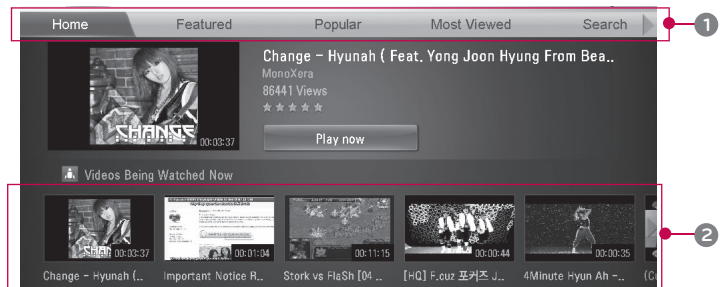 Home Featured Popular Most Viewed Search
1
Change - Hyunah ( Feat. Yong Joon Hyung From Bea..
MonoXera
86441 Views
CHANGE
00:03:37
Play now
Videos Being Watched Now
2
CHANGE 00:03:37 00:01:04 00:11:15 00:00:44 00:00:35
Change - Hyunah (.. Important Notice R.. Stork vs FlaSh [04 .. [HQ] F.cuz 포커즈 J.. 4Minute Hyun Ah -.. (C